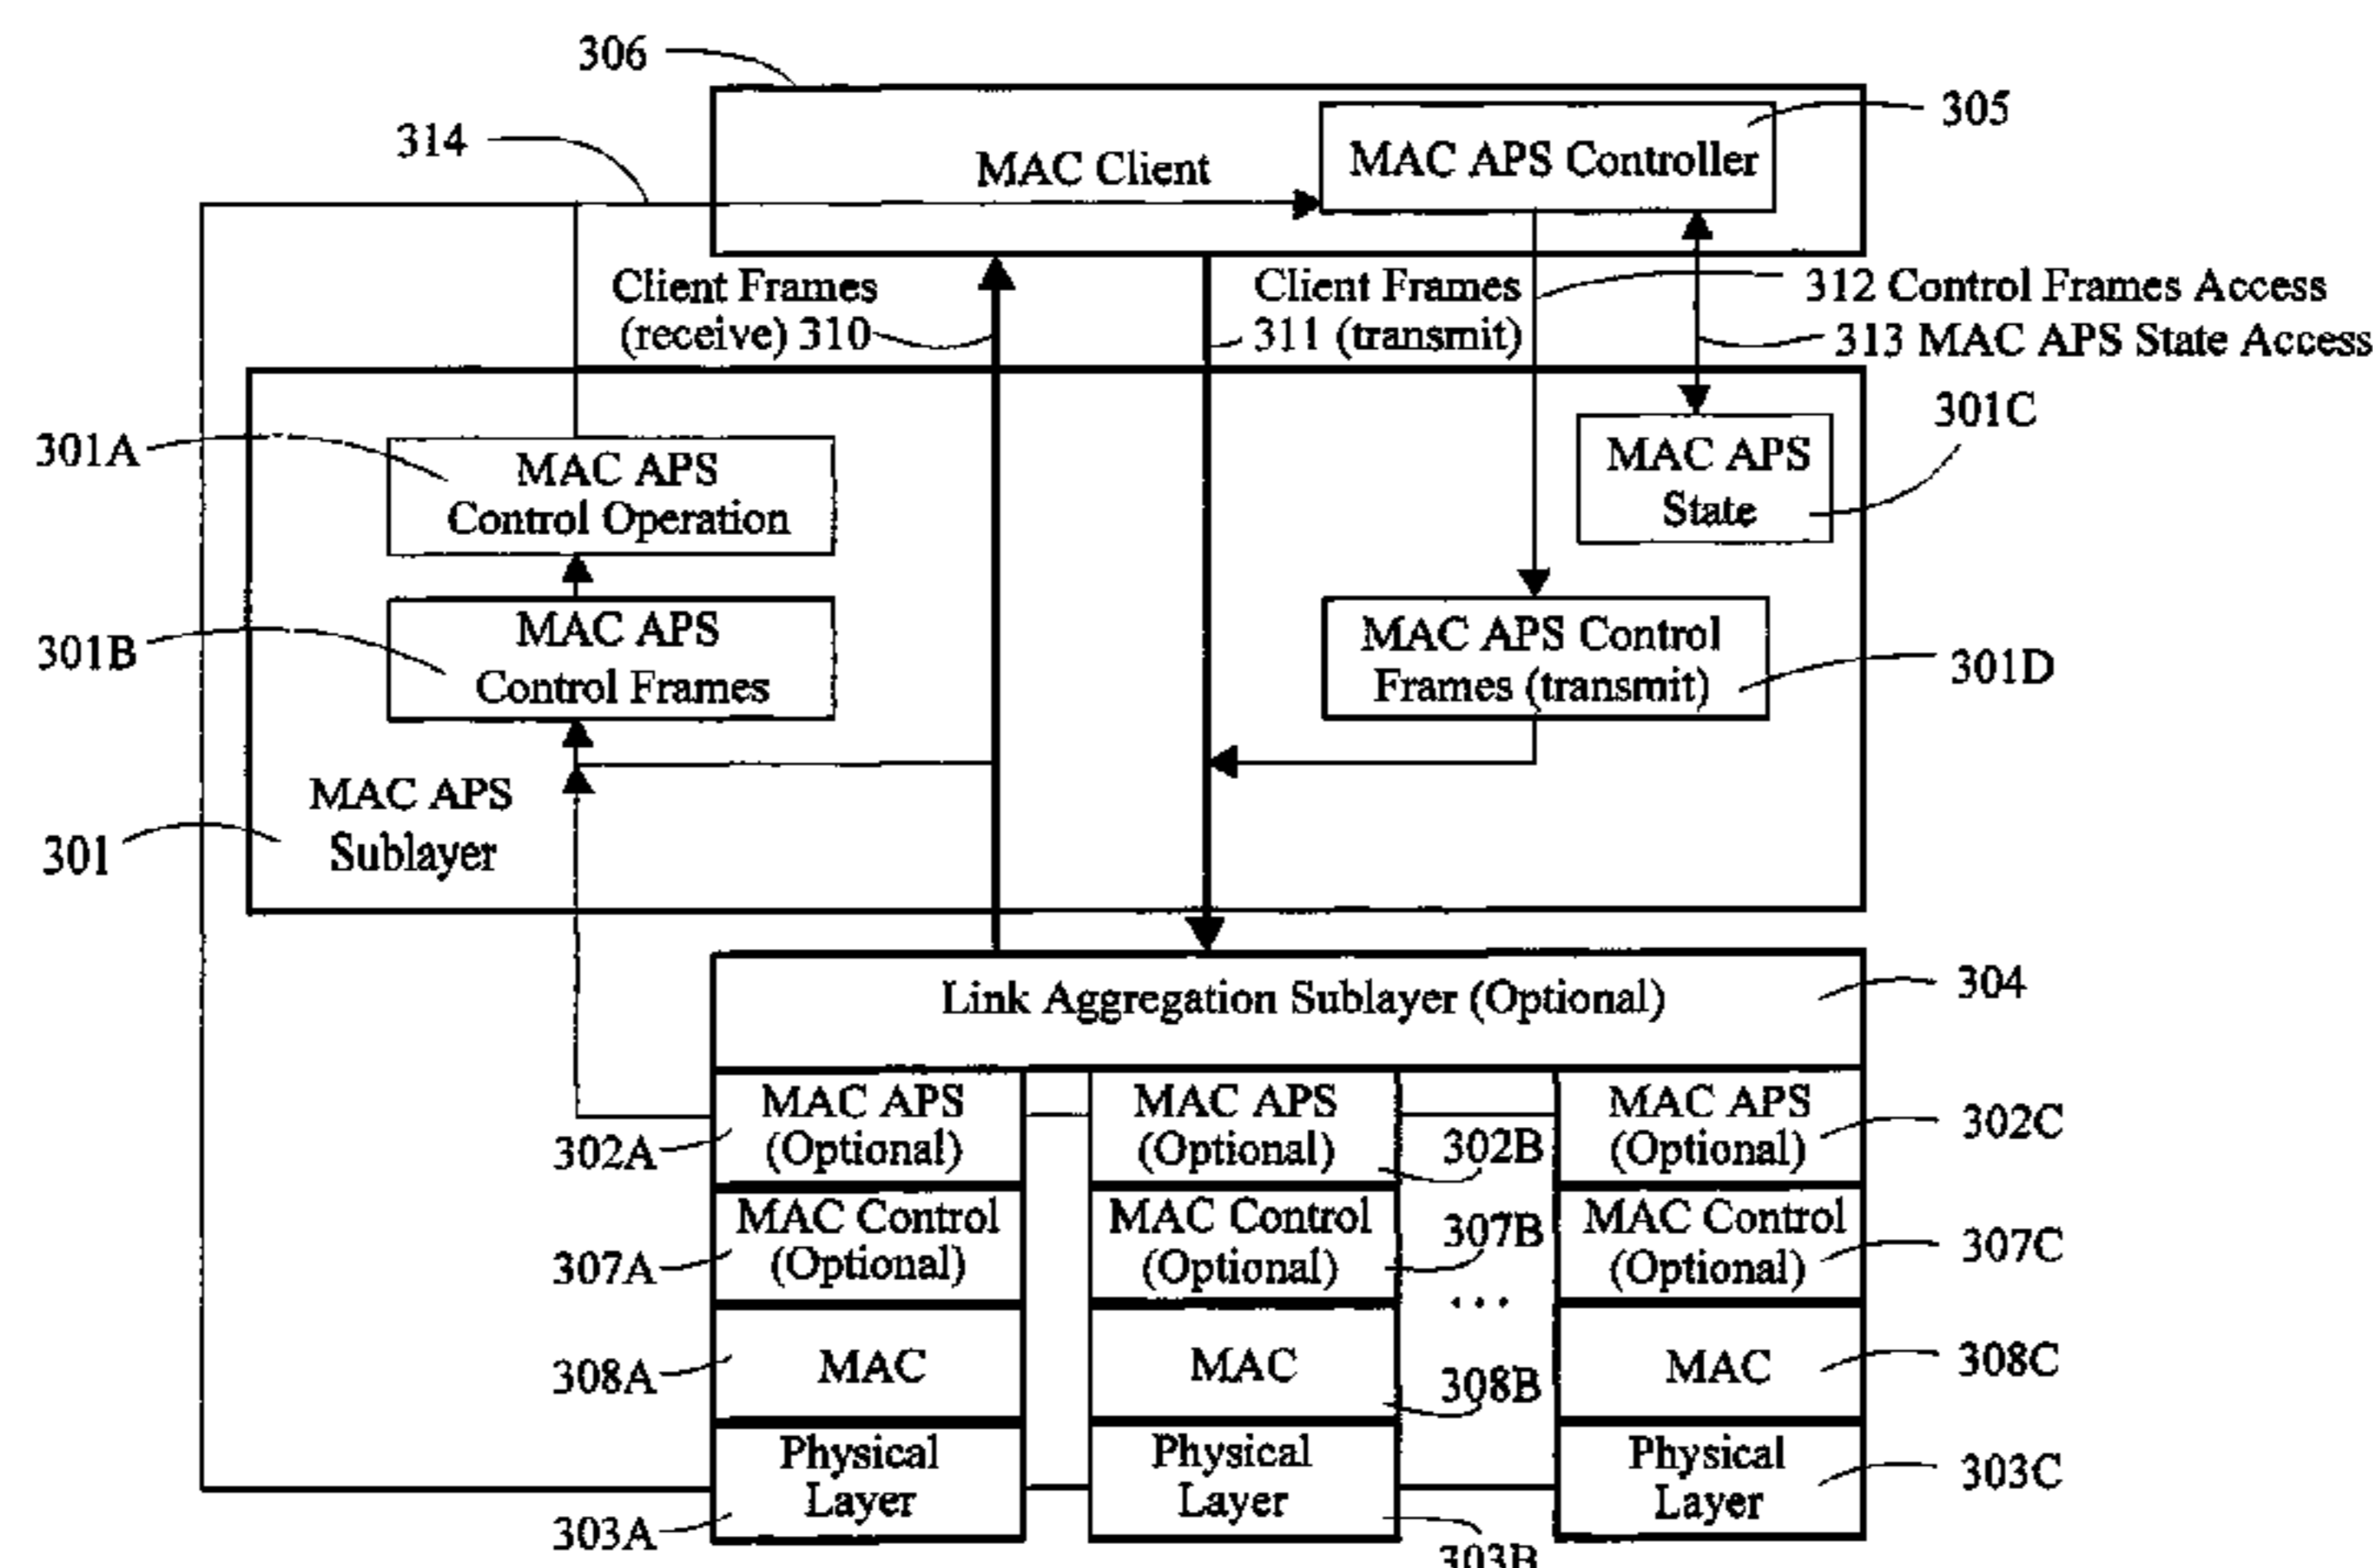 306
305
314
MAC Client
MAC APS Controller
Client Frames
(receive) 310
Client Frames
311 (transmit)
312 Control Frames Access
313 MAC APS State Access
301A
MAC APS
Control Operation
301C
MAC APS
State
301B
MAC APS
Control Frames
MAC APS Control
Frames (transmit)
301D
MAC APS
Sublayer
301
Link Aggregation Sublayer (Optional)
304
MAC APS
(Optional)
302A
MAC APS
(Optional)
302B
MAC APS
(Optional)
302C
MAC Control
(Optional)
307A
MAC Control
(Optional)
307B
MAC Control
(Optional)
307C
...
308A
MAC
MAC
308B
MAC
308C
Physical
Layer
303A
Physical
Layer
303B
Physical
Layer
303C